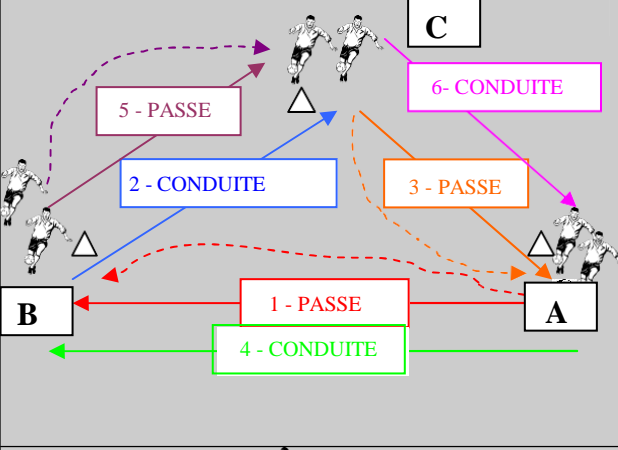 C
6- CONDUITE
5 - PASSE
2 - CONDUITE
3 - PASSE
B
1 - PASSE
A
4 - CONDUITE